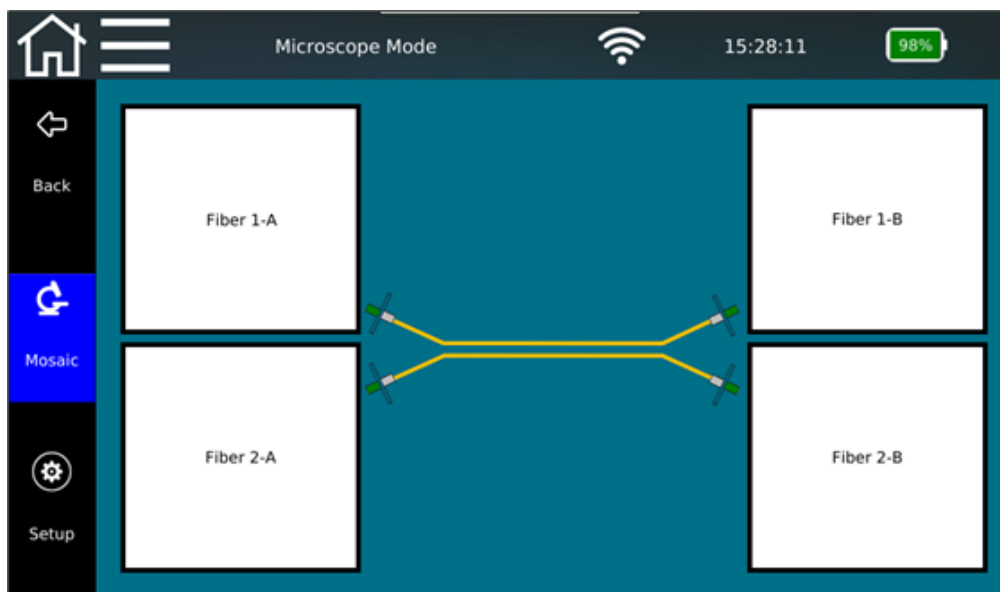 Microscope Mode
15:28:11
98%
Back
Mosaic
Setup
Fiber 1-A
Fiber 1-B
Fiber 2-A
Fiber 2-B